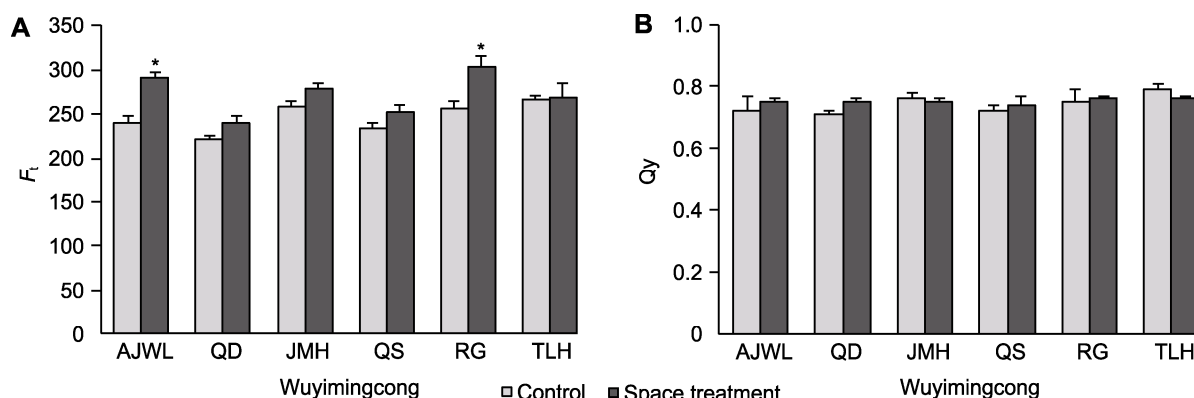 A
350
300
250
200
150
100
50
0
Ft
*
*
AJWL QD JMH QS RG TLH
Wuyimingcong
B
1.0
0.8
0.6
0.4
0.2
0
Qy
AJWL QD JMH QS RG TLH
Wuyimingcong
Control Space treatment